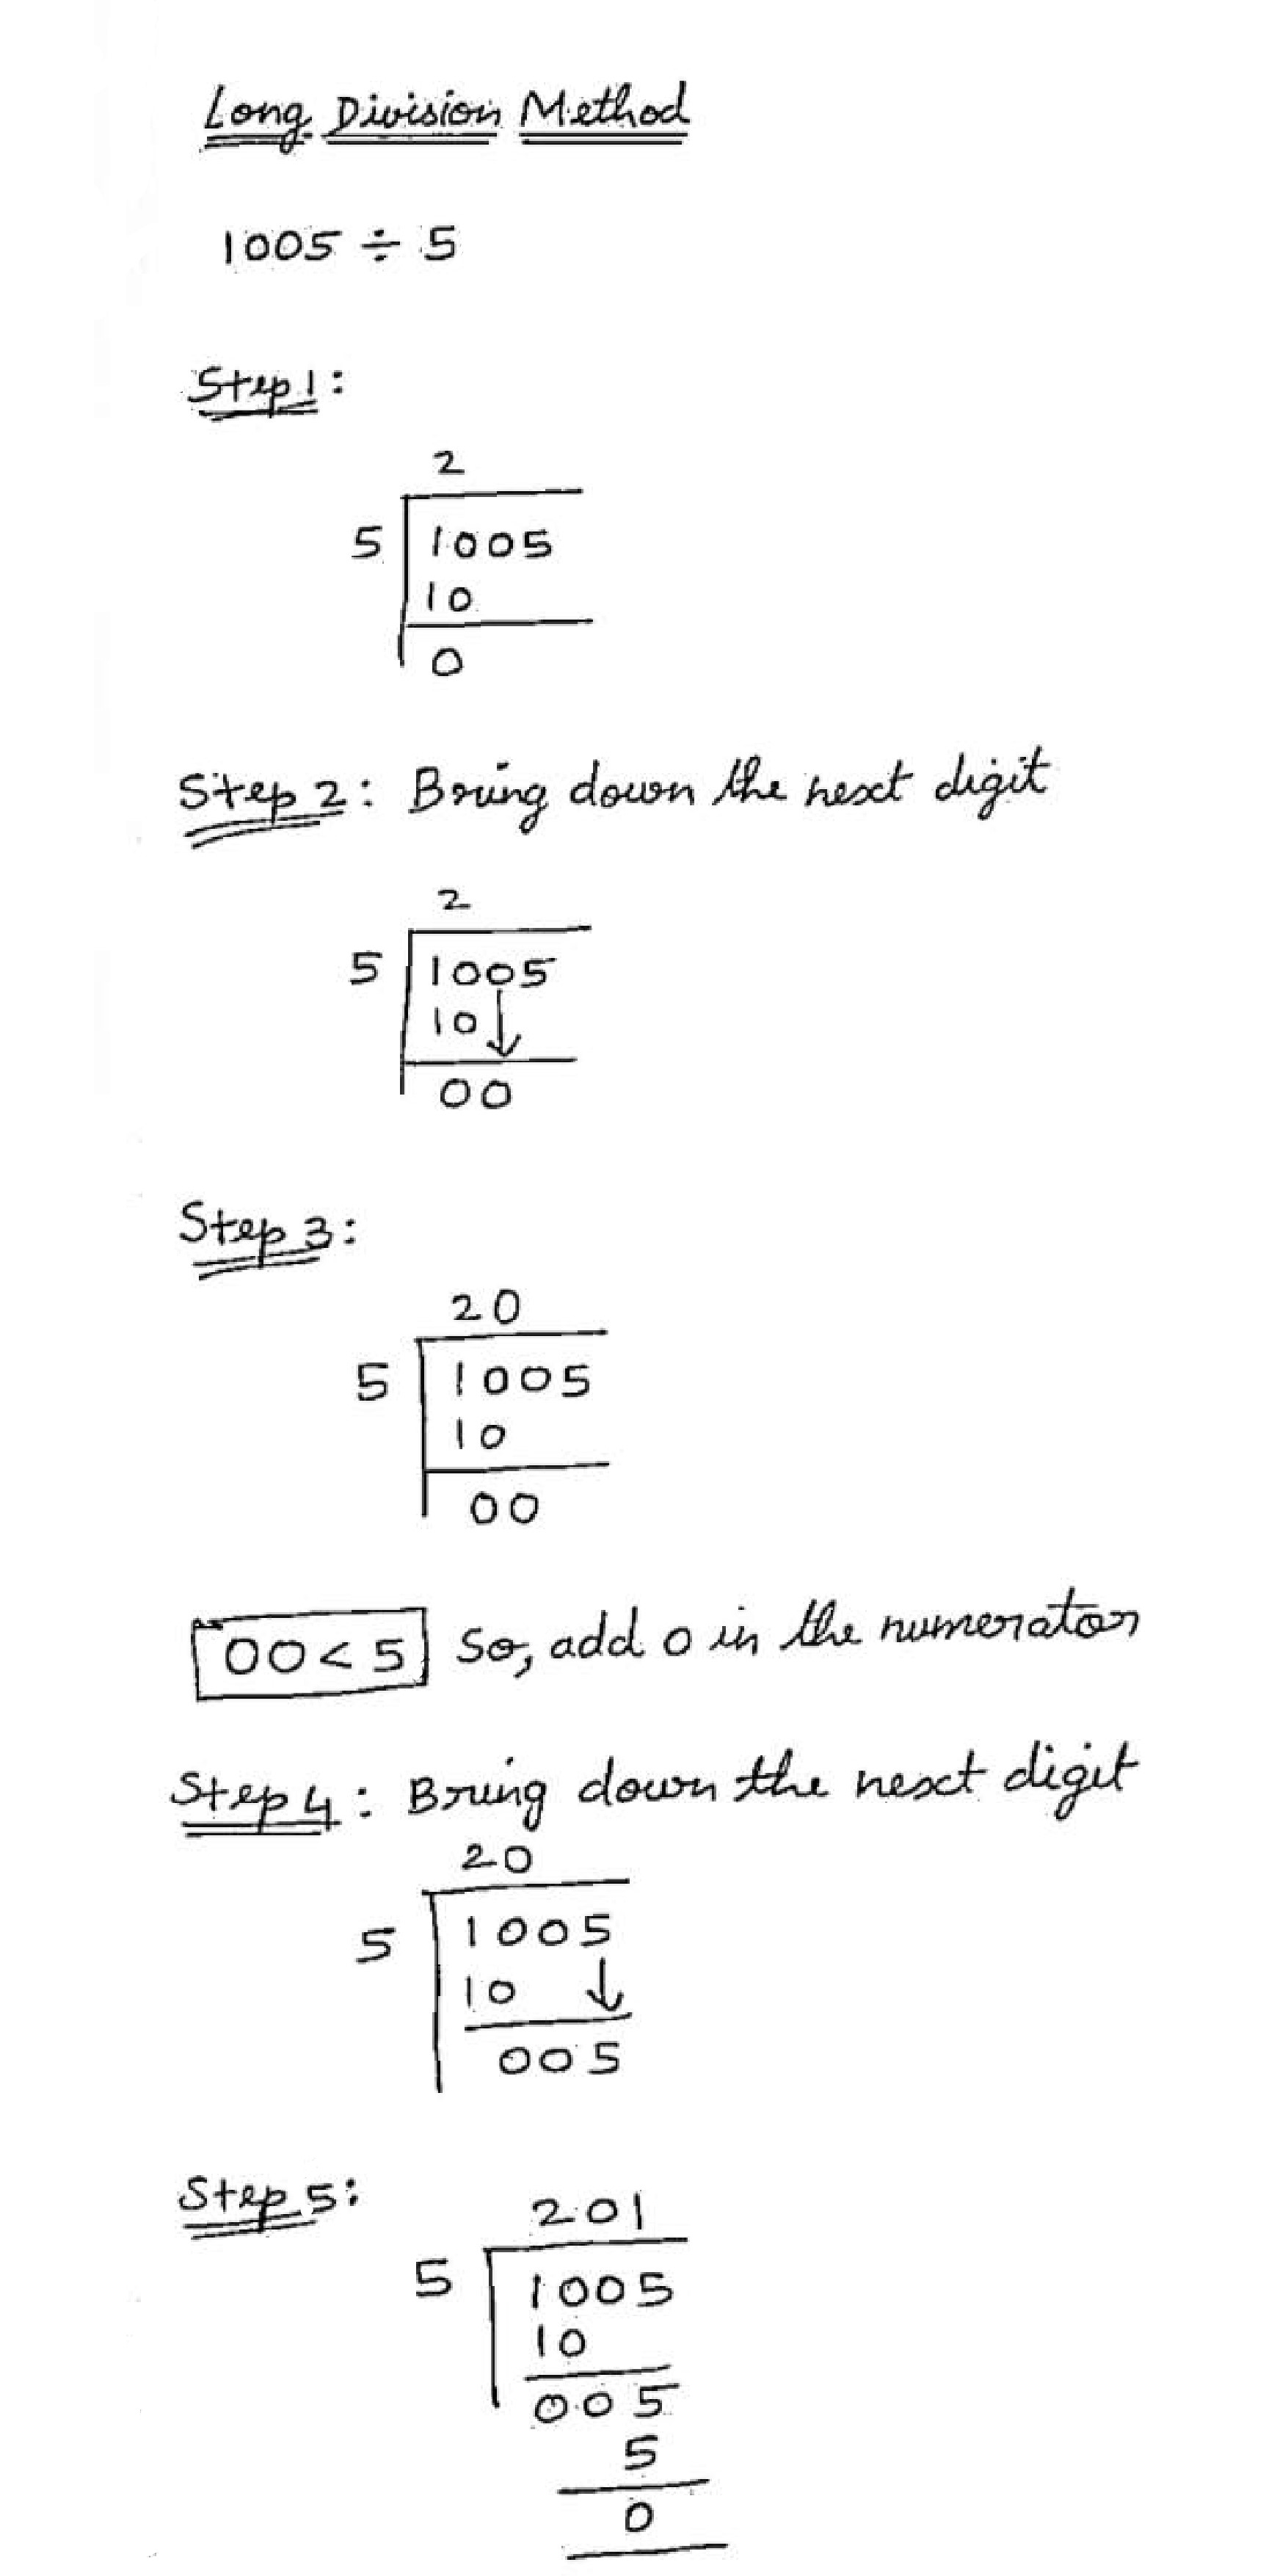 Long Division Method
1005 ÷ 5
Step 1:
2
5 1005
10
0
Step 2: Bring down the next digit
2
5 1005
10↓
00
Step 3:
20
5 1005
10
00
00 < 5 So, add 0 in the numerator
Step 4: Bring down the next digit
20
5 1005
10 ↓
005
Step 5:
201
5 1005
10
005
5
0